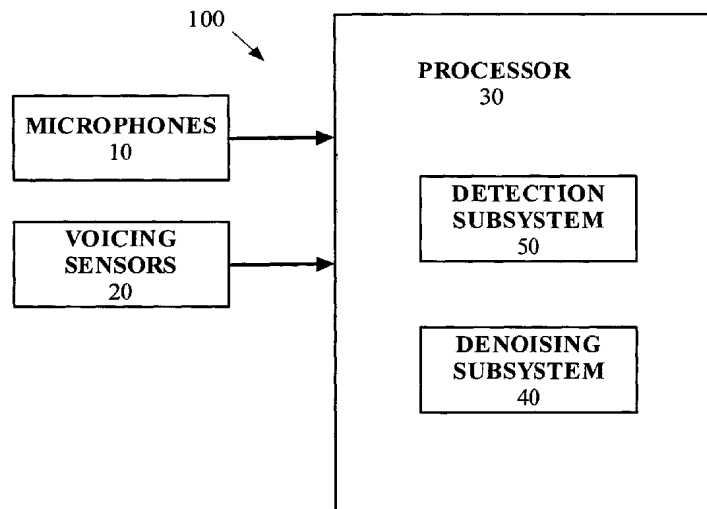 100
PROCESSOR
30
MICROPHONES
10
DETECTION
SUBSYSTEM
50
VOICING
SENSORS
20
DENOISING
SUBSYSTEM
40